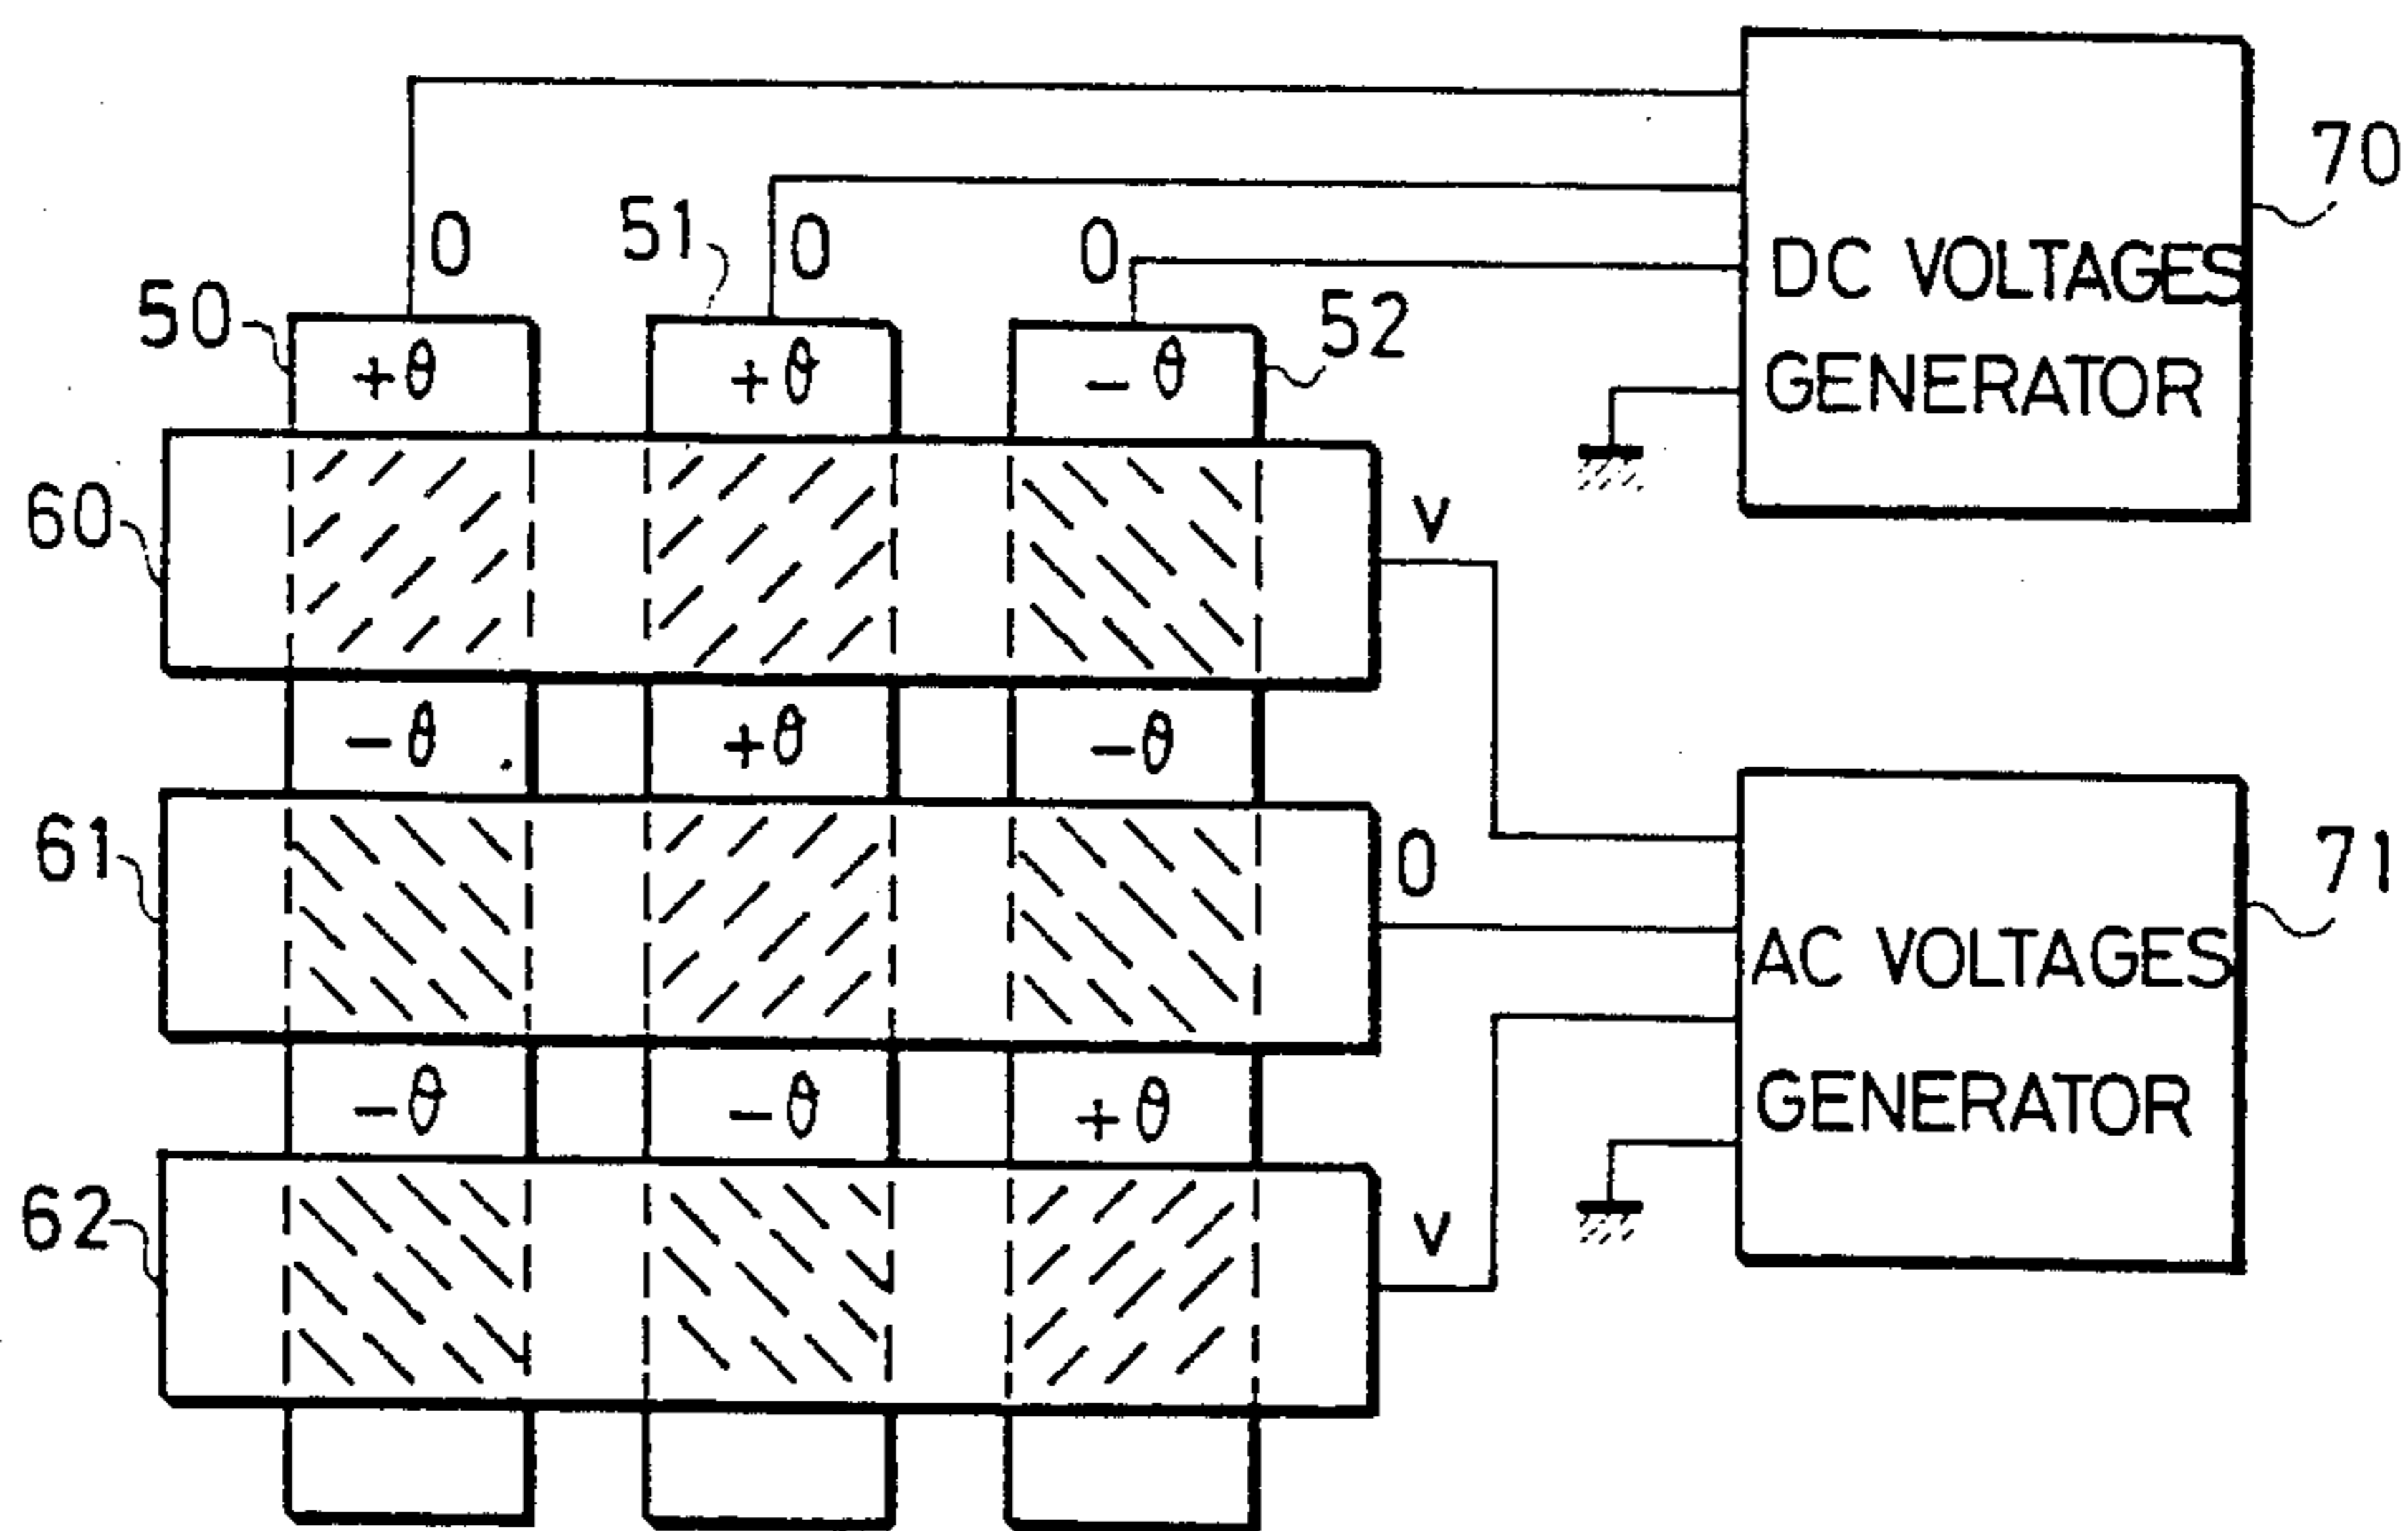 70
0
51
0
0
50
52
DC VOLTAGES
GENERATOR
+θ
+θ
-θ
60
v
-θ
+θ
-θ
61
0
71
AC VOLTAGES
GENERATOR
-θ
-θ
+θ
62
v